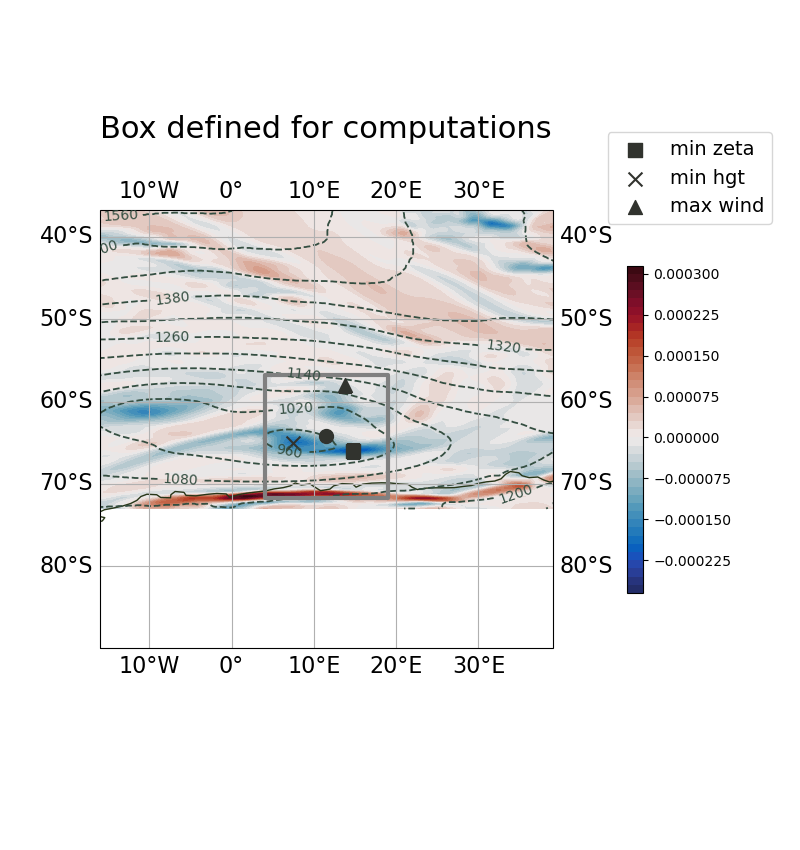 Box defined for computations
min zeta
min hgt
max wind
10°W 0° 10°E 20°E 30°E
40°S 40°S
50°S 50°S
60°S 60°S
70°S 70°S
80°S 80°S
1560
00
1380
1260
1320
1140
1020
960
1080
1200
10°W 0° 10°E 20°E 30°E
0.000300
0.000225
0.000150
0.000075
0.000000
−0.000075
−0.000150
−0.000225